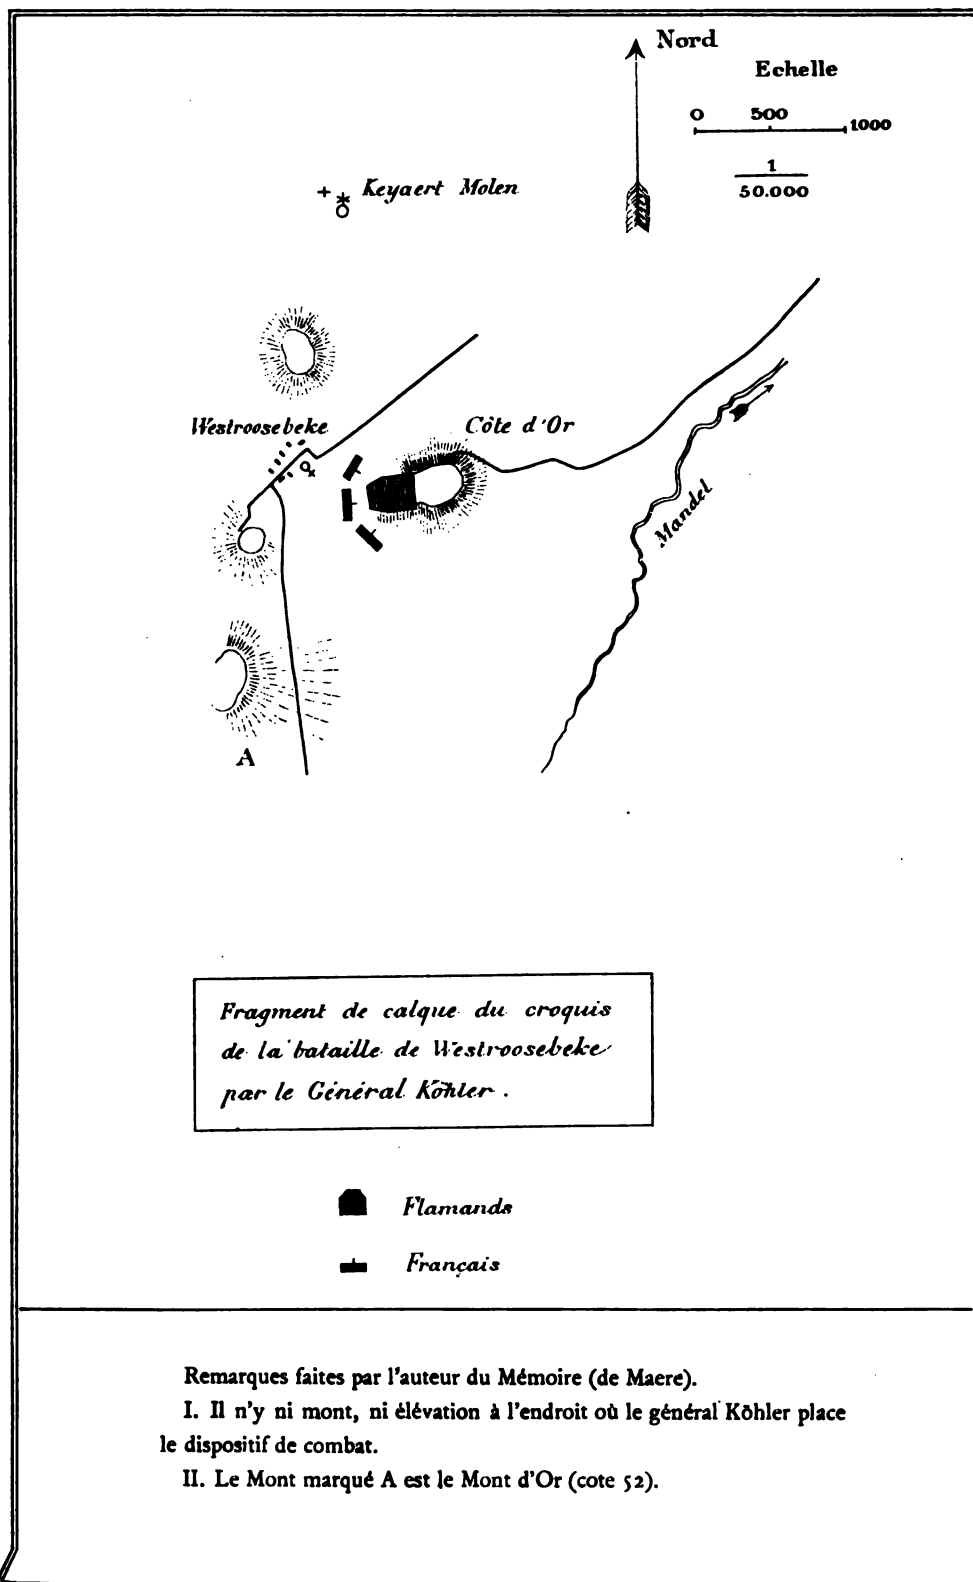 Nord
Echelle
0 500 1000
1
50.000
Keyaert Molen
Westroosebeke
Côte d'Or
Mandel
A
Fragment de calque du croquis
de la bataille de Westroosebeke
par le Général Köhler.
Flamands
Français
Remarques faites par l'auteur du Mémoire (de Maere).
I. Il n'y ni mont, ni élévation à l'endroit où le général Köhler place
le dispositif de combat.
II. Le Mont marqué A est le Mont d'Or (cote 52).